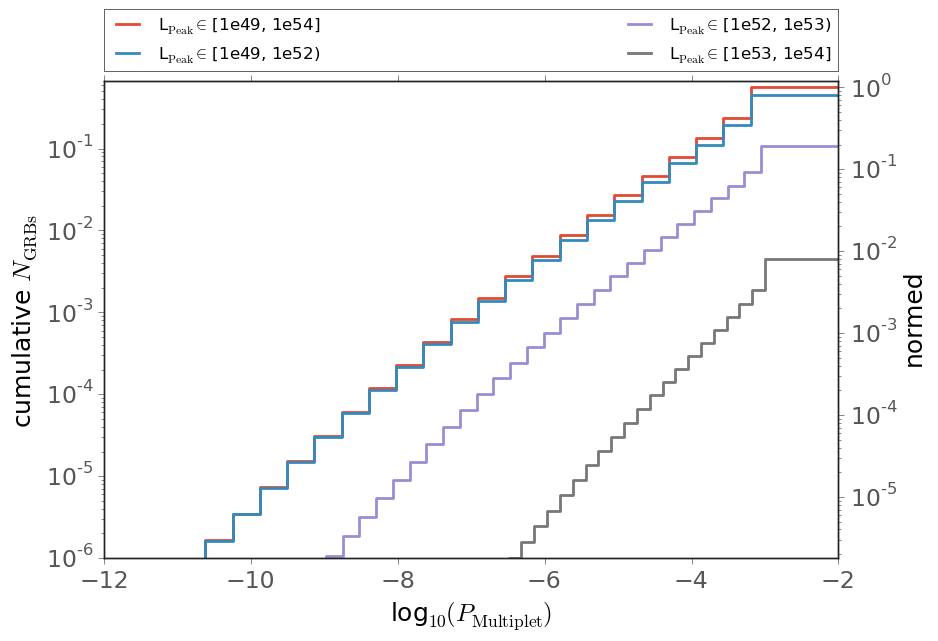 L_Peak ∈ [1e49, 1e54]
L_Peak ∈ [1e49, 1e52)
L_Peak ∈ [1e52, 1e53)
L_Peak ∈ [1e53, 1e54]
10^-1
10^-2
10^-3
10^-4
10^-5
10^-6
cumulative N_GRBs
10^0
10^-1
10^-2
10^-3
10^-4
10^-5
normed
−12 −10 −8 −6 −4 −2
log_10(P_Multiplet)